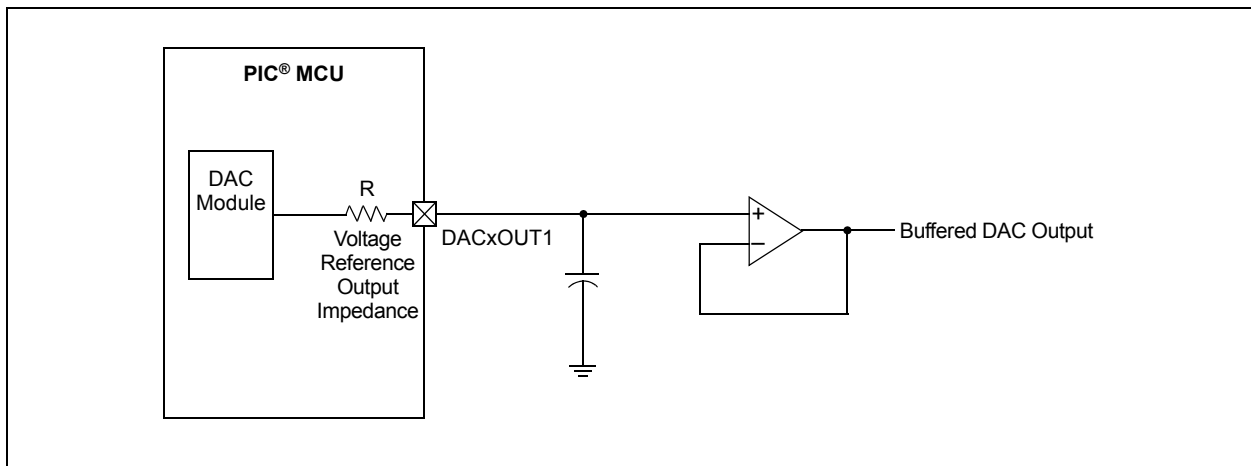 PIC® MCU
DAC
Module
R
Voltage
Reference
Output
Impedance
DACxOUT1
+
−
Buffered DAC Output